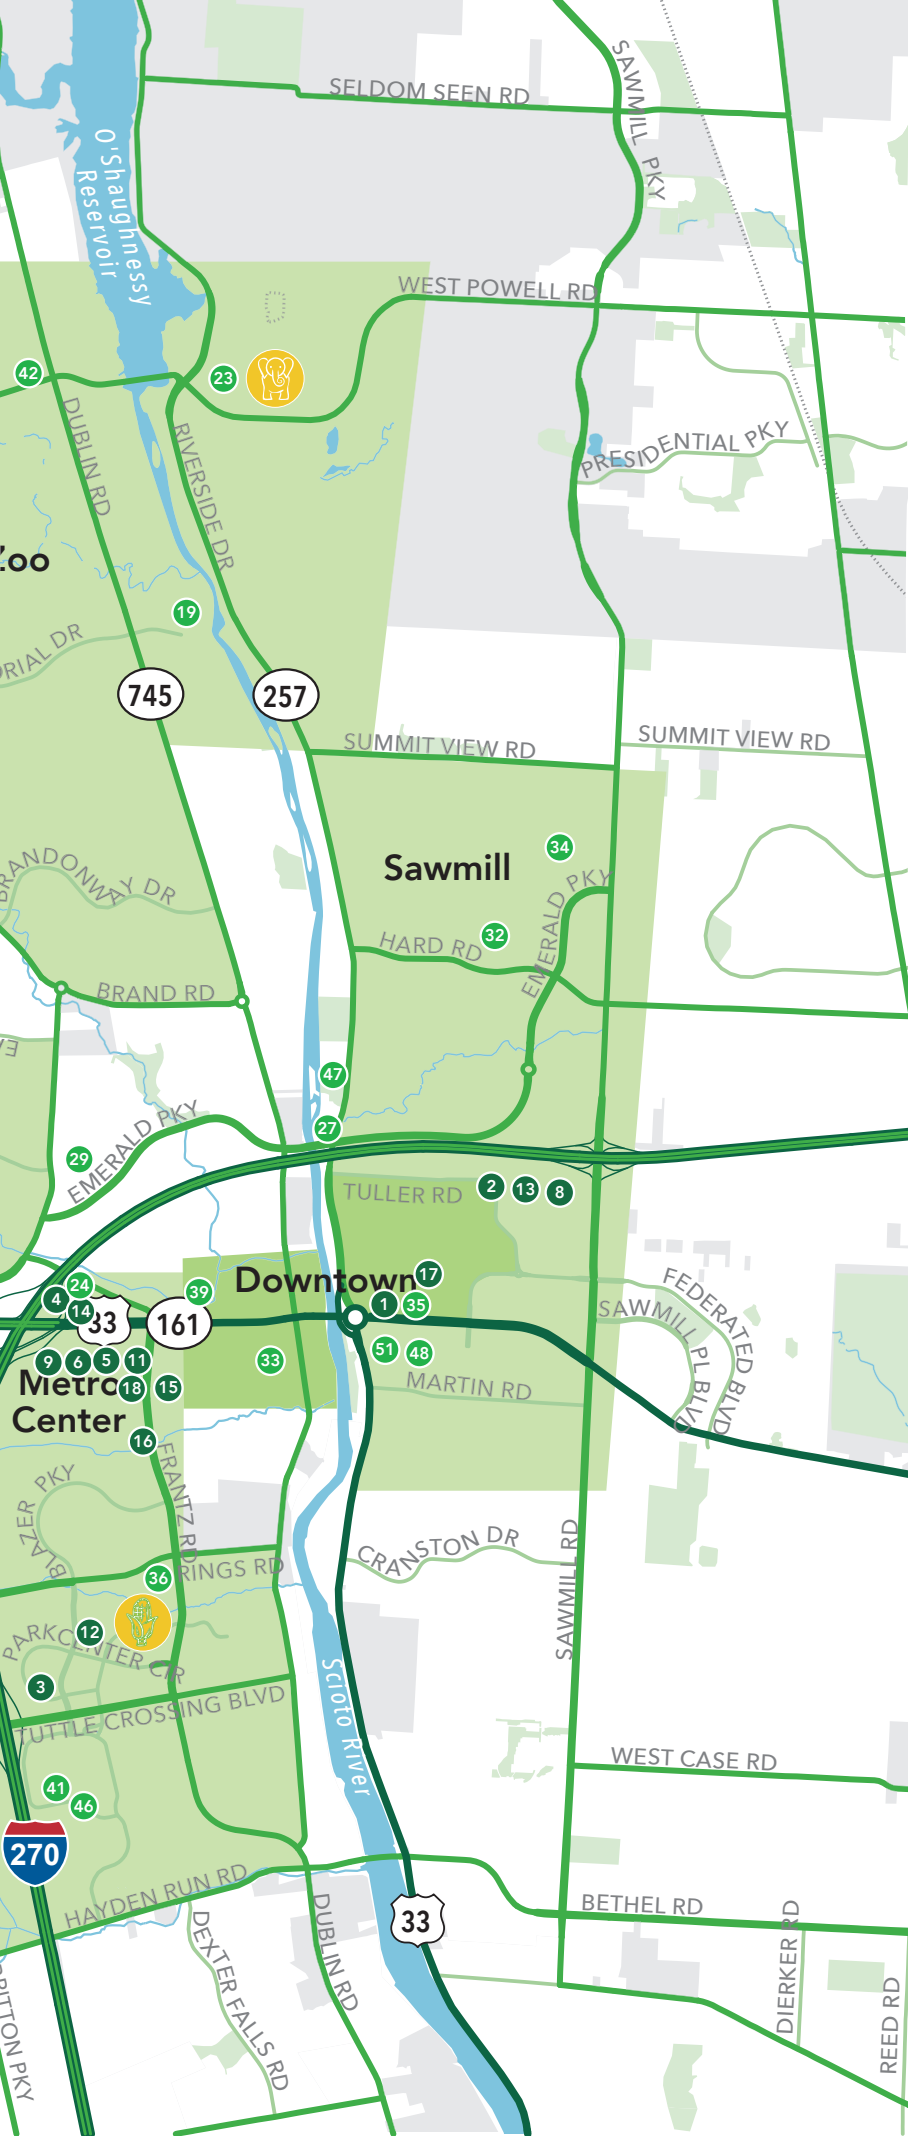 SELDOM SEEN RD
SAWMILL PKY
O'Shaughnessy
Reservoir
WEST POWELL RD
42
23
DUBLIN RD
RIVERSIDE DR
PRESIDENTIAL PKY
Zoo
19
RIAL DR
745
257
SUMMIT VIEW RD
SUMMIT VIEW RD
34
Sawmill
RANDONWAY DR
EMERALD PKY
32
HARD RD
BRAND RD
47
27
EMERALD PKY
29
TULLER RD
2
13
8
Downtown
17
24
39
4
14
33
161
1
35
FEDERATED BLVD
SAWMILL PL BLVD
9
6
5
11
33
51
48
Metro
Center
18
15
MARTIN RD
16
FRANTZ RD
BLAZER PKY
CRANSTON DR
SAWMILL RD
RINGS RD
36
12
PARKCENTER CIR
3
TUTTLE CROSSING BLVD
Scioto River
WEST CASE RD
41
46
270
HAYDEN RUN RD
BETHEL RD
33
DUBLIN RD
DEXTER FALLS RD
DIERKER RD
REED RD
RITTON PKY